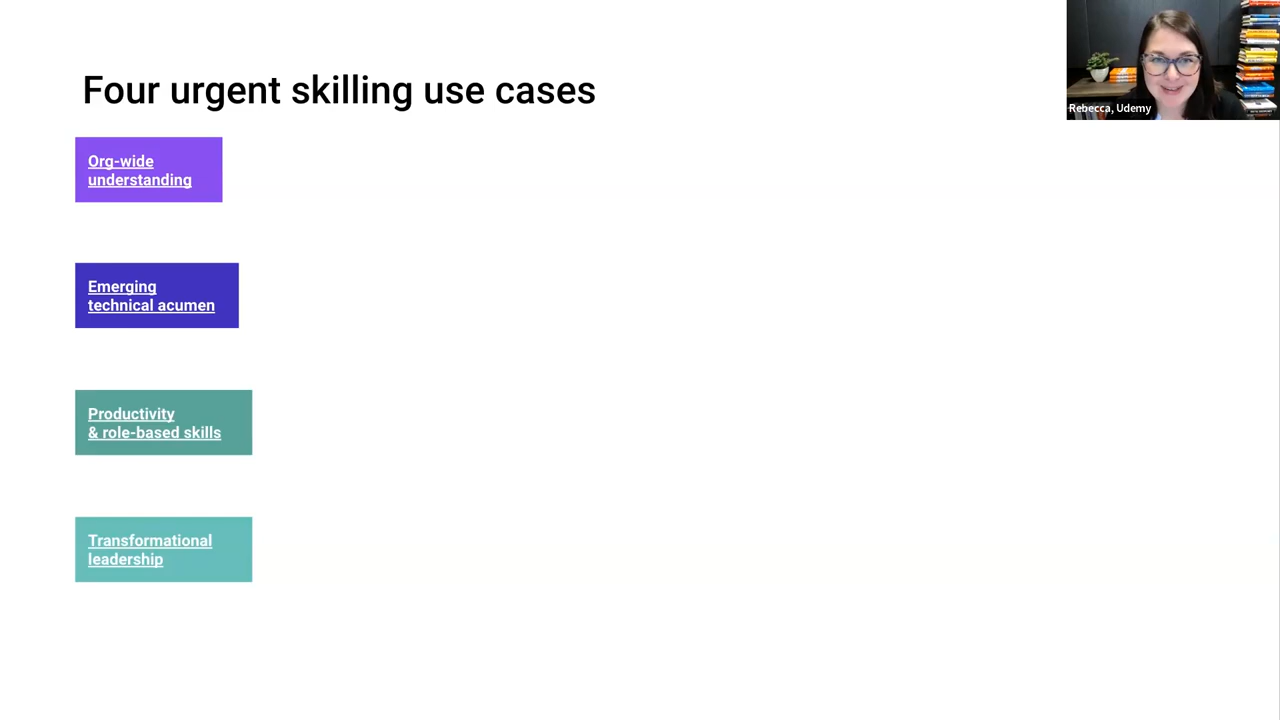 Four urgent skilling use cases
Rebecca, Udemy
Org-wide
understanding
Emerging
technical acumen
Productivity
& role-based skills
Transformational
leadership